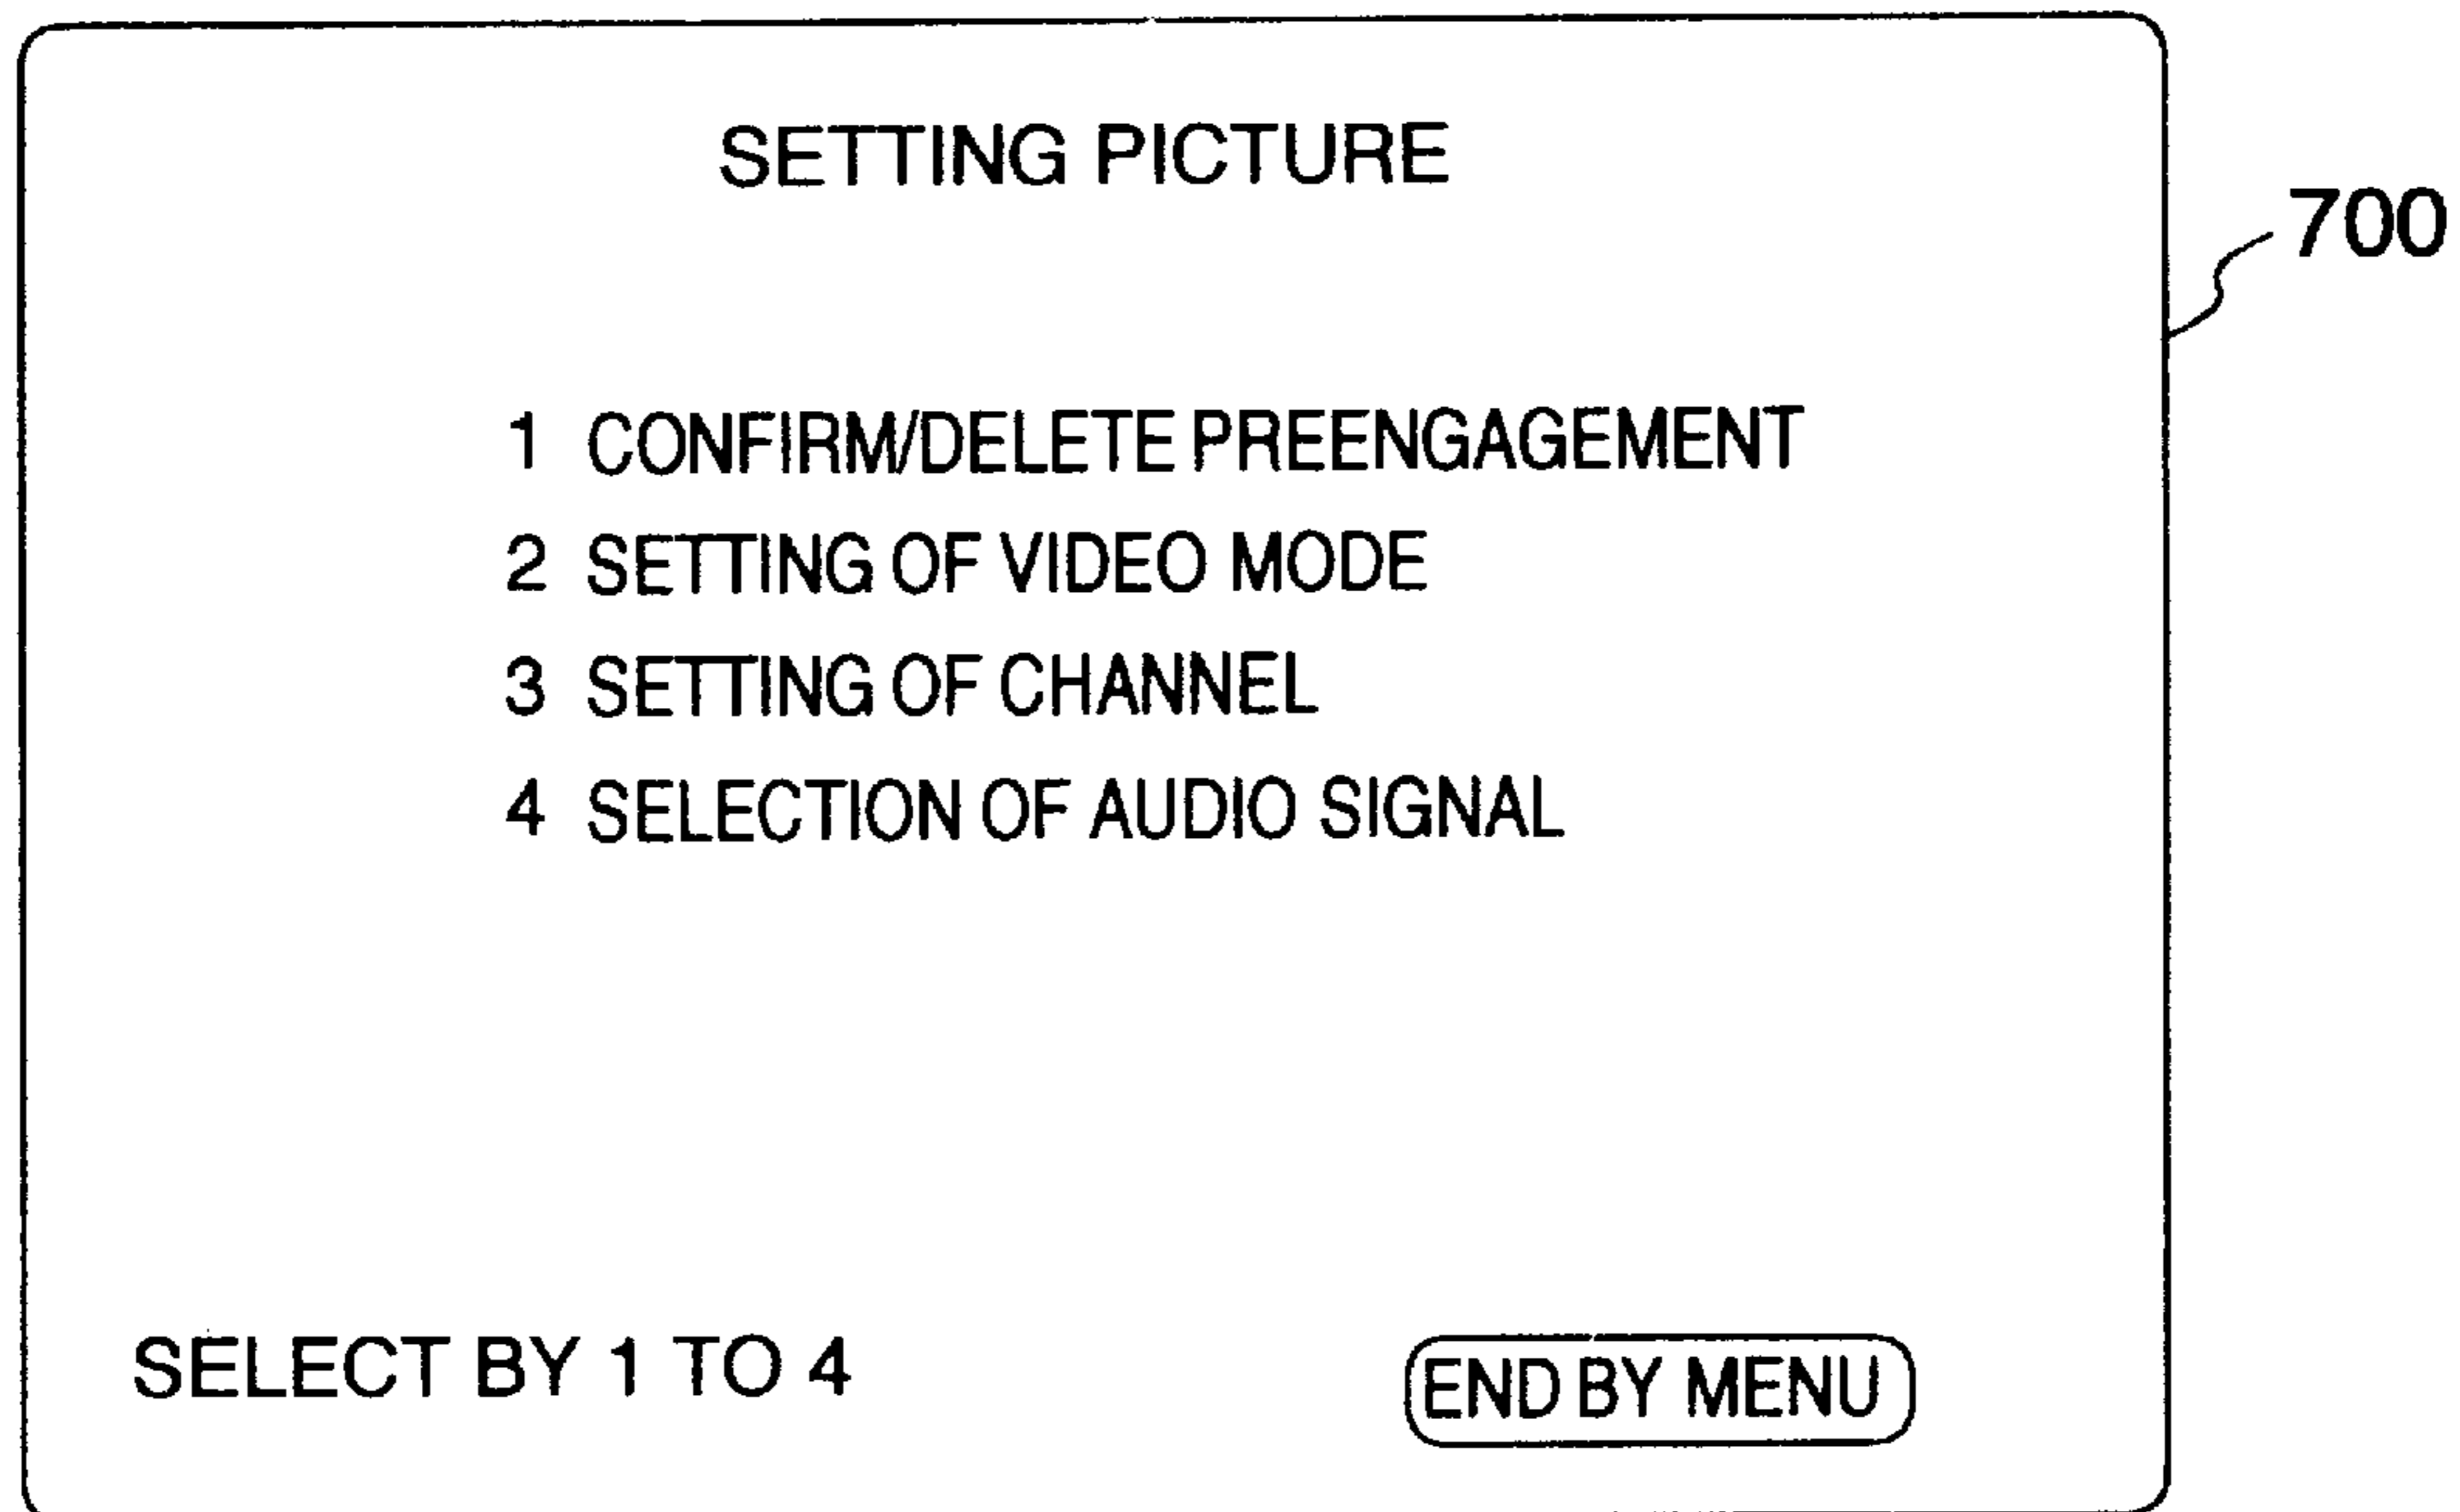 SETTING PICTURE
700
1 CONFIRM/DELETE PREENGAGEMENT
2 SETTING OF VIDEO MODE
3 SETTING OF CHANNEL
4 SELECTION OF AUDIO SIGNAL
SELECT BY 1 TO 4
END BY MENU